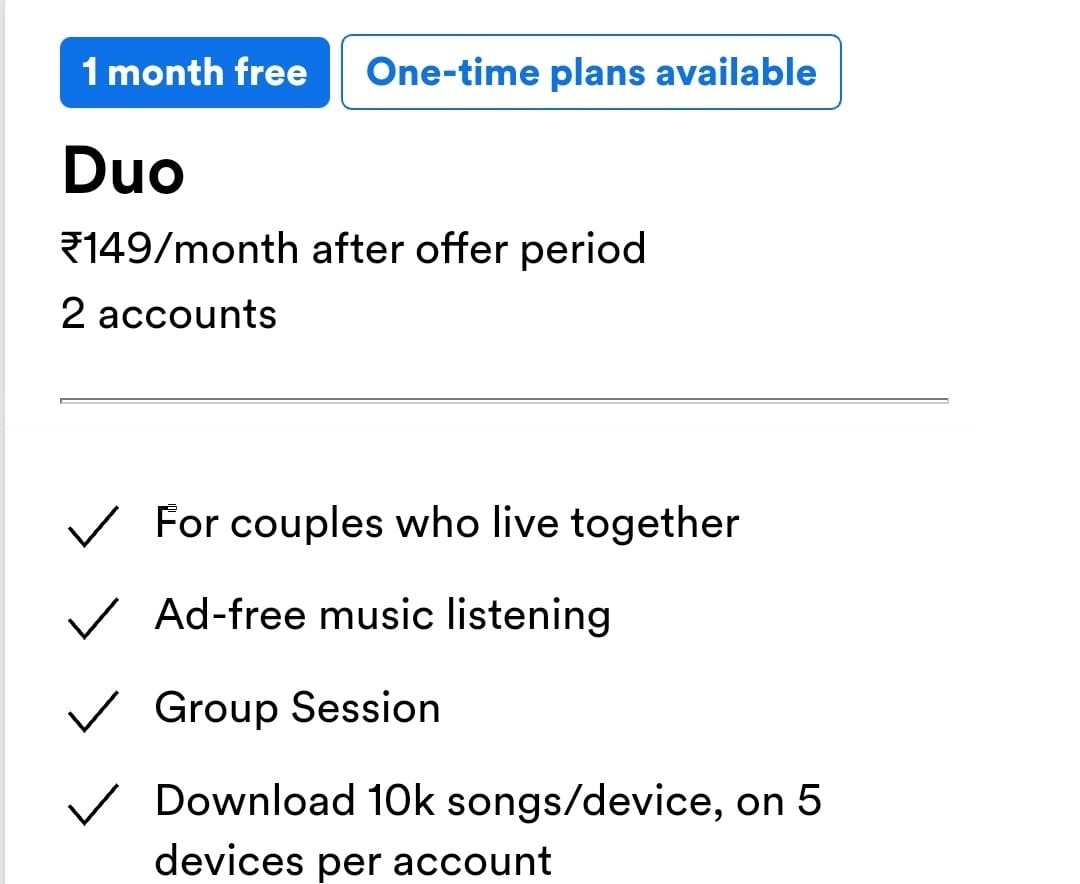 1 month free
One-time plans available
Duo
₹149/month after offer period
2 accounts
For couples who live together
Ad-free music listening
Group Session
Download 10k songs/device, on 5
devices per account